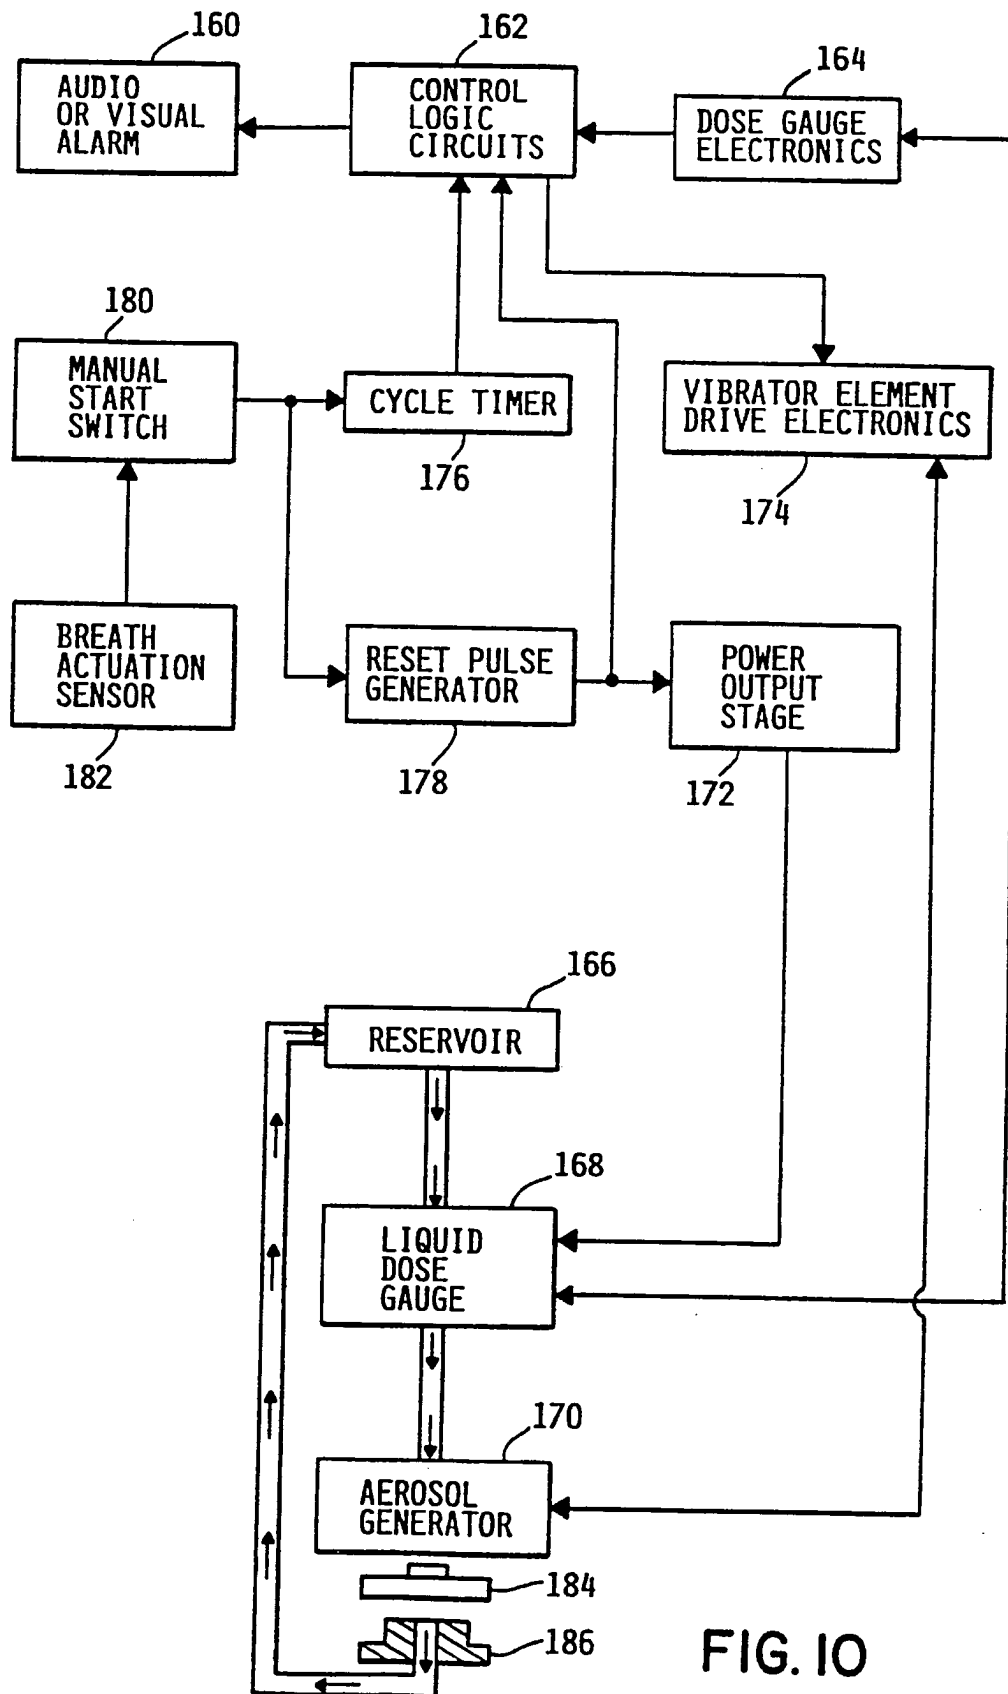 160
162
164
AUDIO
OR VISUAL
ALARM
CONTROL
LOGIC
CIRCUITS
DOSE GAUGE
ELECTRONICS
180
MANUAL
START
SWITCH
CYCLE TIMER
176
VIBRATOR ELEMENT
DRIVE ELECTRONICS
174
BREATH
ACTUATION
SENSOR
182
RESET PULSE
GENERATOR
178
POWER
OUTPUT
STAGE
172
166
RESERVOIR
168
LIQUID
DOSE
GAUGE
170
AEROSOL
GENERATOR
184
186
FIG. 10